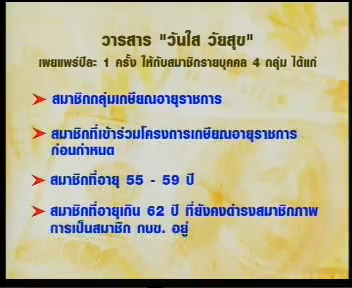 วารสาร "วันใส วัยสุข"
เผยแพร่ปีละ 1 ครั้ง ให้กับสมาชิกรายบุคคล 4 กลุ่ม ได้แก่
สมาชิกกลุ่มเกษียณอายุราชการ
สมาชิกที่เข้าร่วมโครงการเกษียณอายุราชการ
ก่อนกำหนด
สมาชิกที่อายุ 55 - 59 ปี
สมาชิกที่อายุเกิน 62 ปี ที่ยังคงดำรงสมาชิกภาพ
การเป็นสมาชิก กบข. อยู่